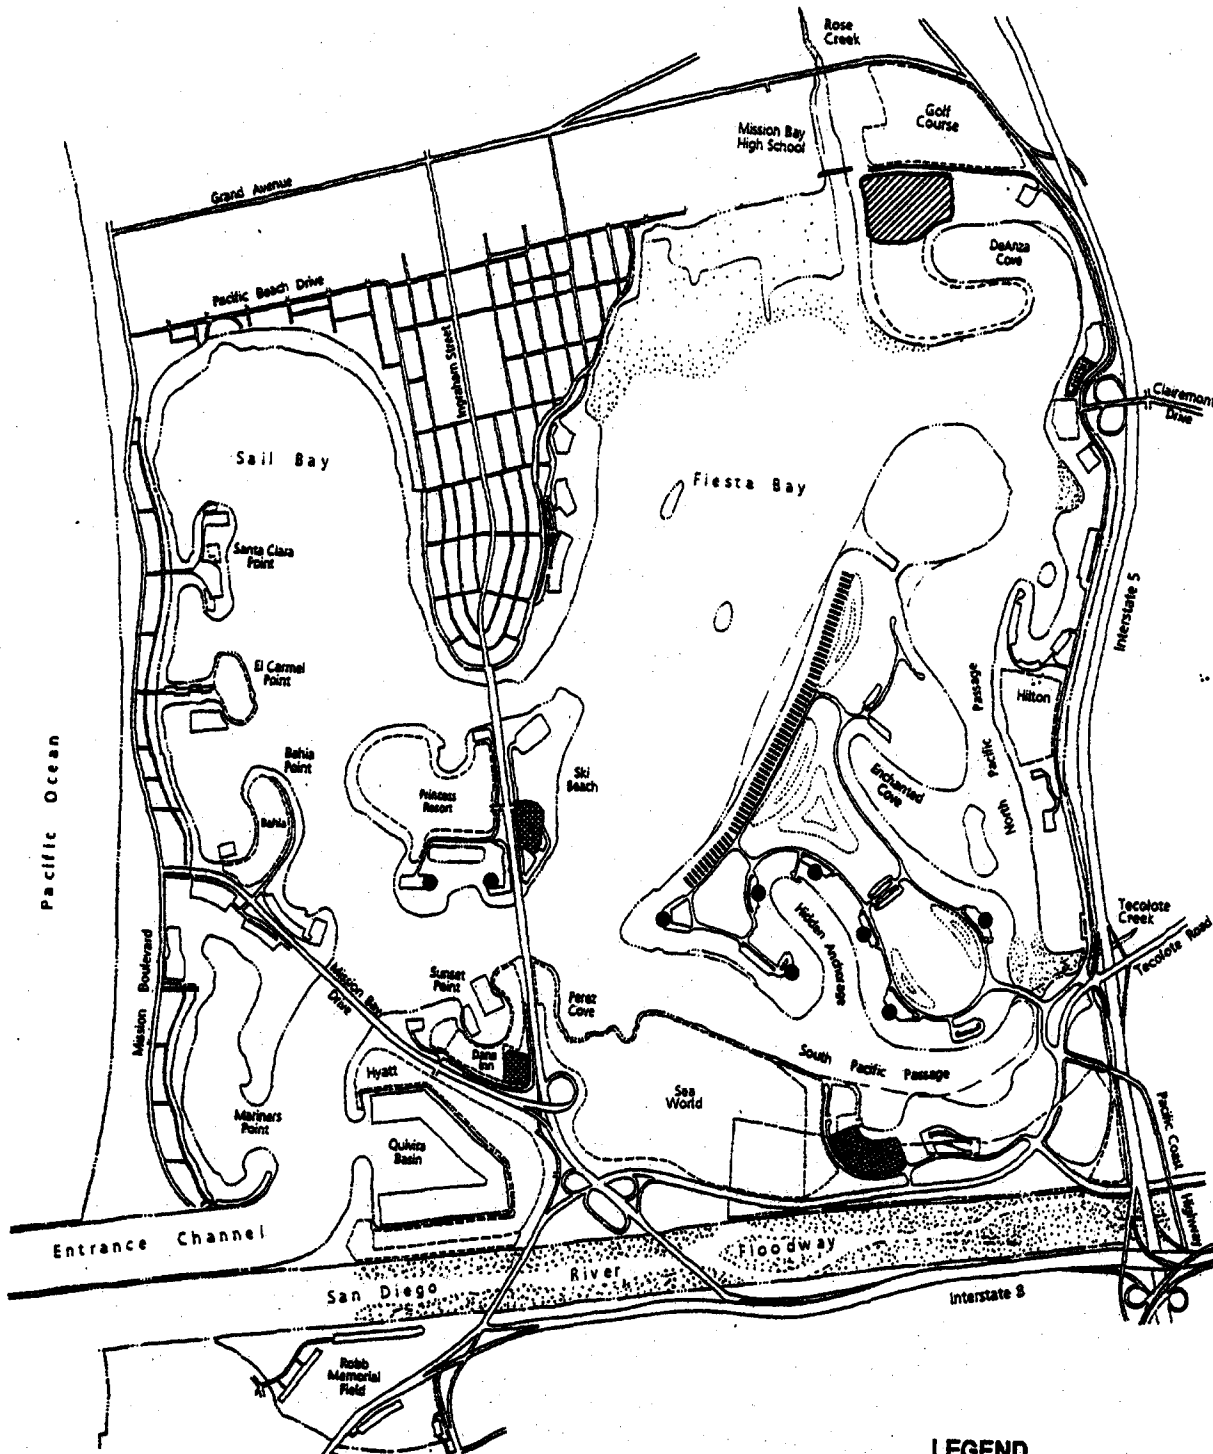 Rose
Creek
Golf
Course
Mission Bay
High School
Grand Avenue
DeAnza
Cove
Pacific Beach Drive
Ingraham Street
Clairemont
Drive
Sail Bay
Fiesta Bay
Santa Clara
Point
Interstate 5
El Carmel
Point
Hilton
North Pacific Passage
Pacific Ocean
Bahia
Point
Ski
Beach
Enchanted
Cove
Princess
Resort
Bahia
Hidden Anchorage
Tecolote
Creek
Tecolote Road
Mission Boulevard
Mission Bay
Drive
Sunset
Point
Perez
Cove
Dana
Inn
Hyatt
South Pacific Passage
Sea
World
Mariners
Point
Quivira
Basin
Pacific Coast Highway
Entrance Channel
Floodway
River
San Diego
Interstate 8
Robb
Memorial
Field
LEGEND